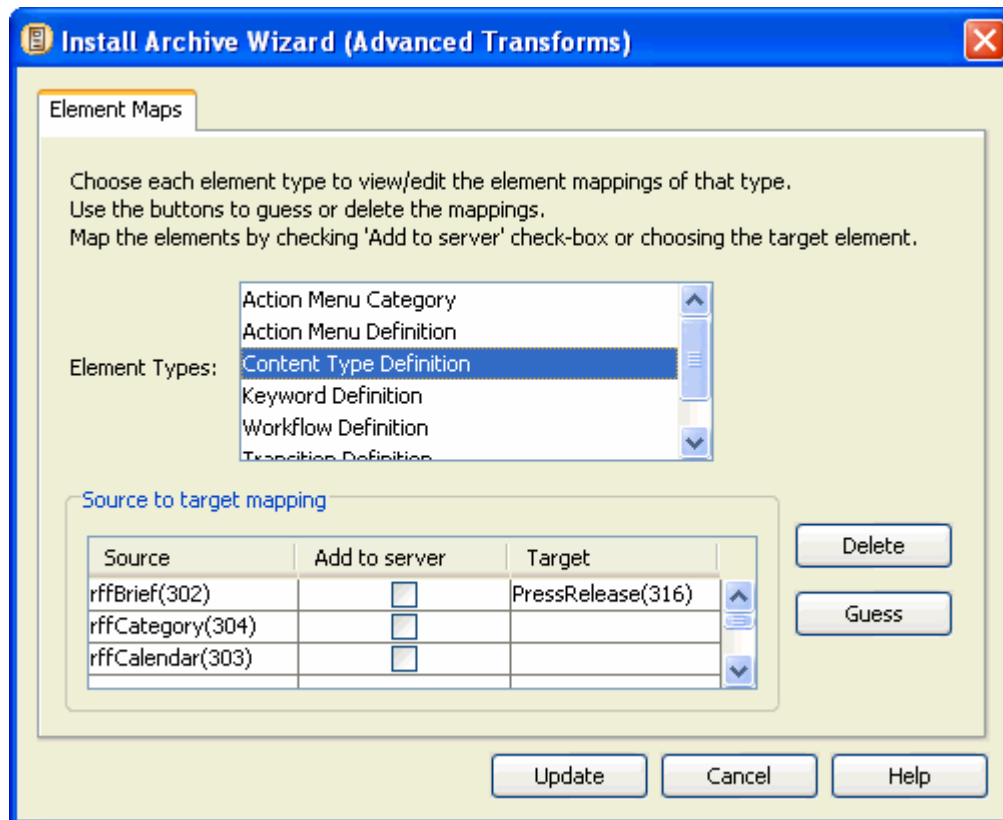 Install Archive Wizard (Advanced Transforms)
Element Maps
Choose each element type to view/edit the element mappings of that type.
Use the buttons to guess or delete the mappings.
Map the elements by checking 'Add to server' check-box or choosing the target element.
Element Types:
Action Menu Category
Action Menu Definition
Content Type Definition
Keyword Definition
Workflow Definition
Transition Definition
Source to target mapping
Source Add to server Target
rffBrief(302) PressRelease(316)
rffCategory(304)
rffCalendar(303)
Delete
Guess
Update Cancel Help